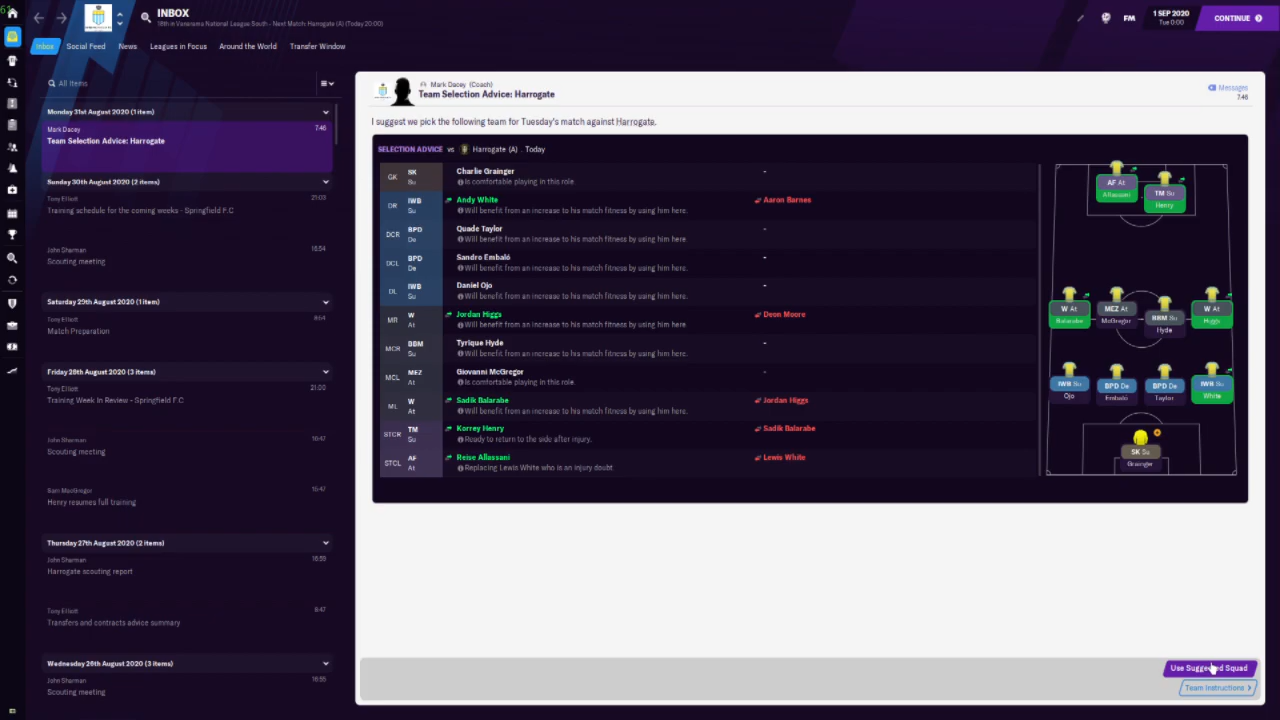 INBOX
18th in Vanarama National League South - Next Match: Harrogate (A) (Today 20:00)
FM
1 SEP 2020
Tue 0:00
CONTINUE
Inbox
Social Feed
News
Leagues in Focus
Around the World
Transfer Window
All Items
Monday 31st August 2020 (1 item)
Mark Dacey
7:46
Team Selection Advice: Harrogate
Sunday 30th August 2020 (2 items)
Tony Elliott
21:03
Training schedule for the coming weeks - Springfield F.C
John Sherman
16:54
Scouting meeting
Saturday 29th August 2020 (1 item)
Tony Elliott
8:54
Match Preparation
Friday 28th August 2020 (3 items)
Tony Elliott
21:00
Training Week In Review - Springfield F.C
John Sherman
16:47
Scouting meeting
Sam MacGregor
15:47
Henry resumes full training
Thursday 27th August 2020 (2 items)
John Sherman
16:59
Harrogate scouting report
Tony Elliott
8:47
Transfers and contracts advice summary
Wednesday 26th August 2020 (3 items)
John Sherman
16:55
Scouting meeting
Mark Dacey (Coach)
Team Selection Advice: Harrogate
Messages
7:46
I suggest we pick the following team for Tuesday's match against Harrogate.
SELECTION ADVICE vs Harrogate (A) . Today
GK SK Su Charlie Grainger -
Is comfortable playing in this role.
DR IWB Su Andy White Aaron Barnes
Will benefit from an increase to his match fitness by using him here.
DCR BPD De Quade Taylor -
Will benefit from an increase to his match fitness by using him here.
DCL BPD De Sandro Embaló -
Will benefit from an increase to his match fitness by using him here.
DL IWB Su Daniel Ojo -
Will benefit from an increase to his match fitness by using him here.
MR W At Jordan Higgs Deon Moore
Will benefit from an increase to his match fitness by using him here.
MCR BBM Su Tyrique Hyde -
Will benefit from an increase to his match fitness by using him here.
MCL MEZ At Giovanni McGregor -
Is comfortable playing in this role.
ML W At Sadik Balarabe Jordan Higgs
Will benefit from an increase to his match fitness by using him here.
STCR TM Su Korrey Henry Sadik Balarabe
Ready to return to the side after injury.
STCL AF At Reise Allassani Lewis White
Replacing Lewis White who is an injury doubt
AF At
Allassani
TM Su
Henry
W At
Balarabe
MEZ At
McGregor
BBM Su
Hyde
W At
Higgs
IWB Su
Ojo
BPD De
Embaló
BPD De
Taylor
IWB Su
White
SK Su
Grainger
Use Suggested Squad
Team Instructions